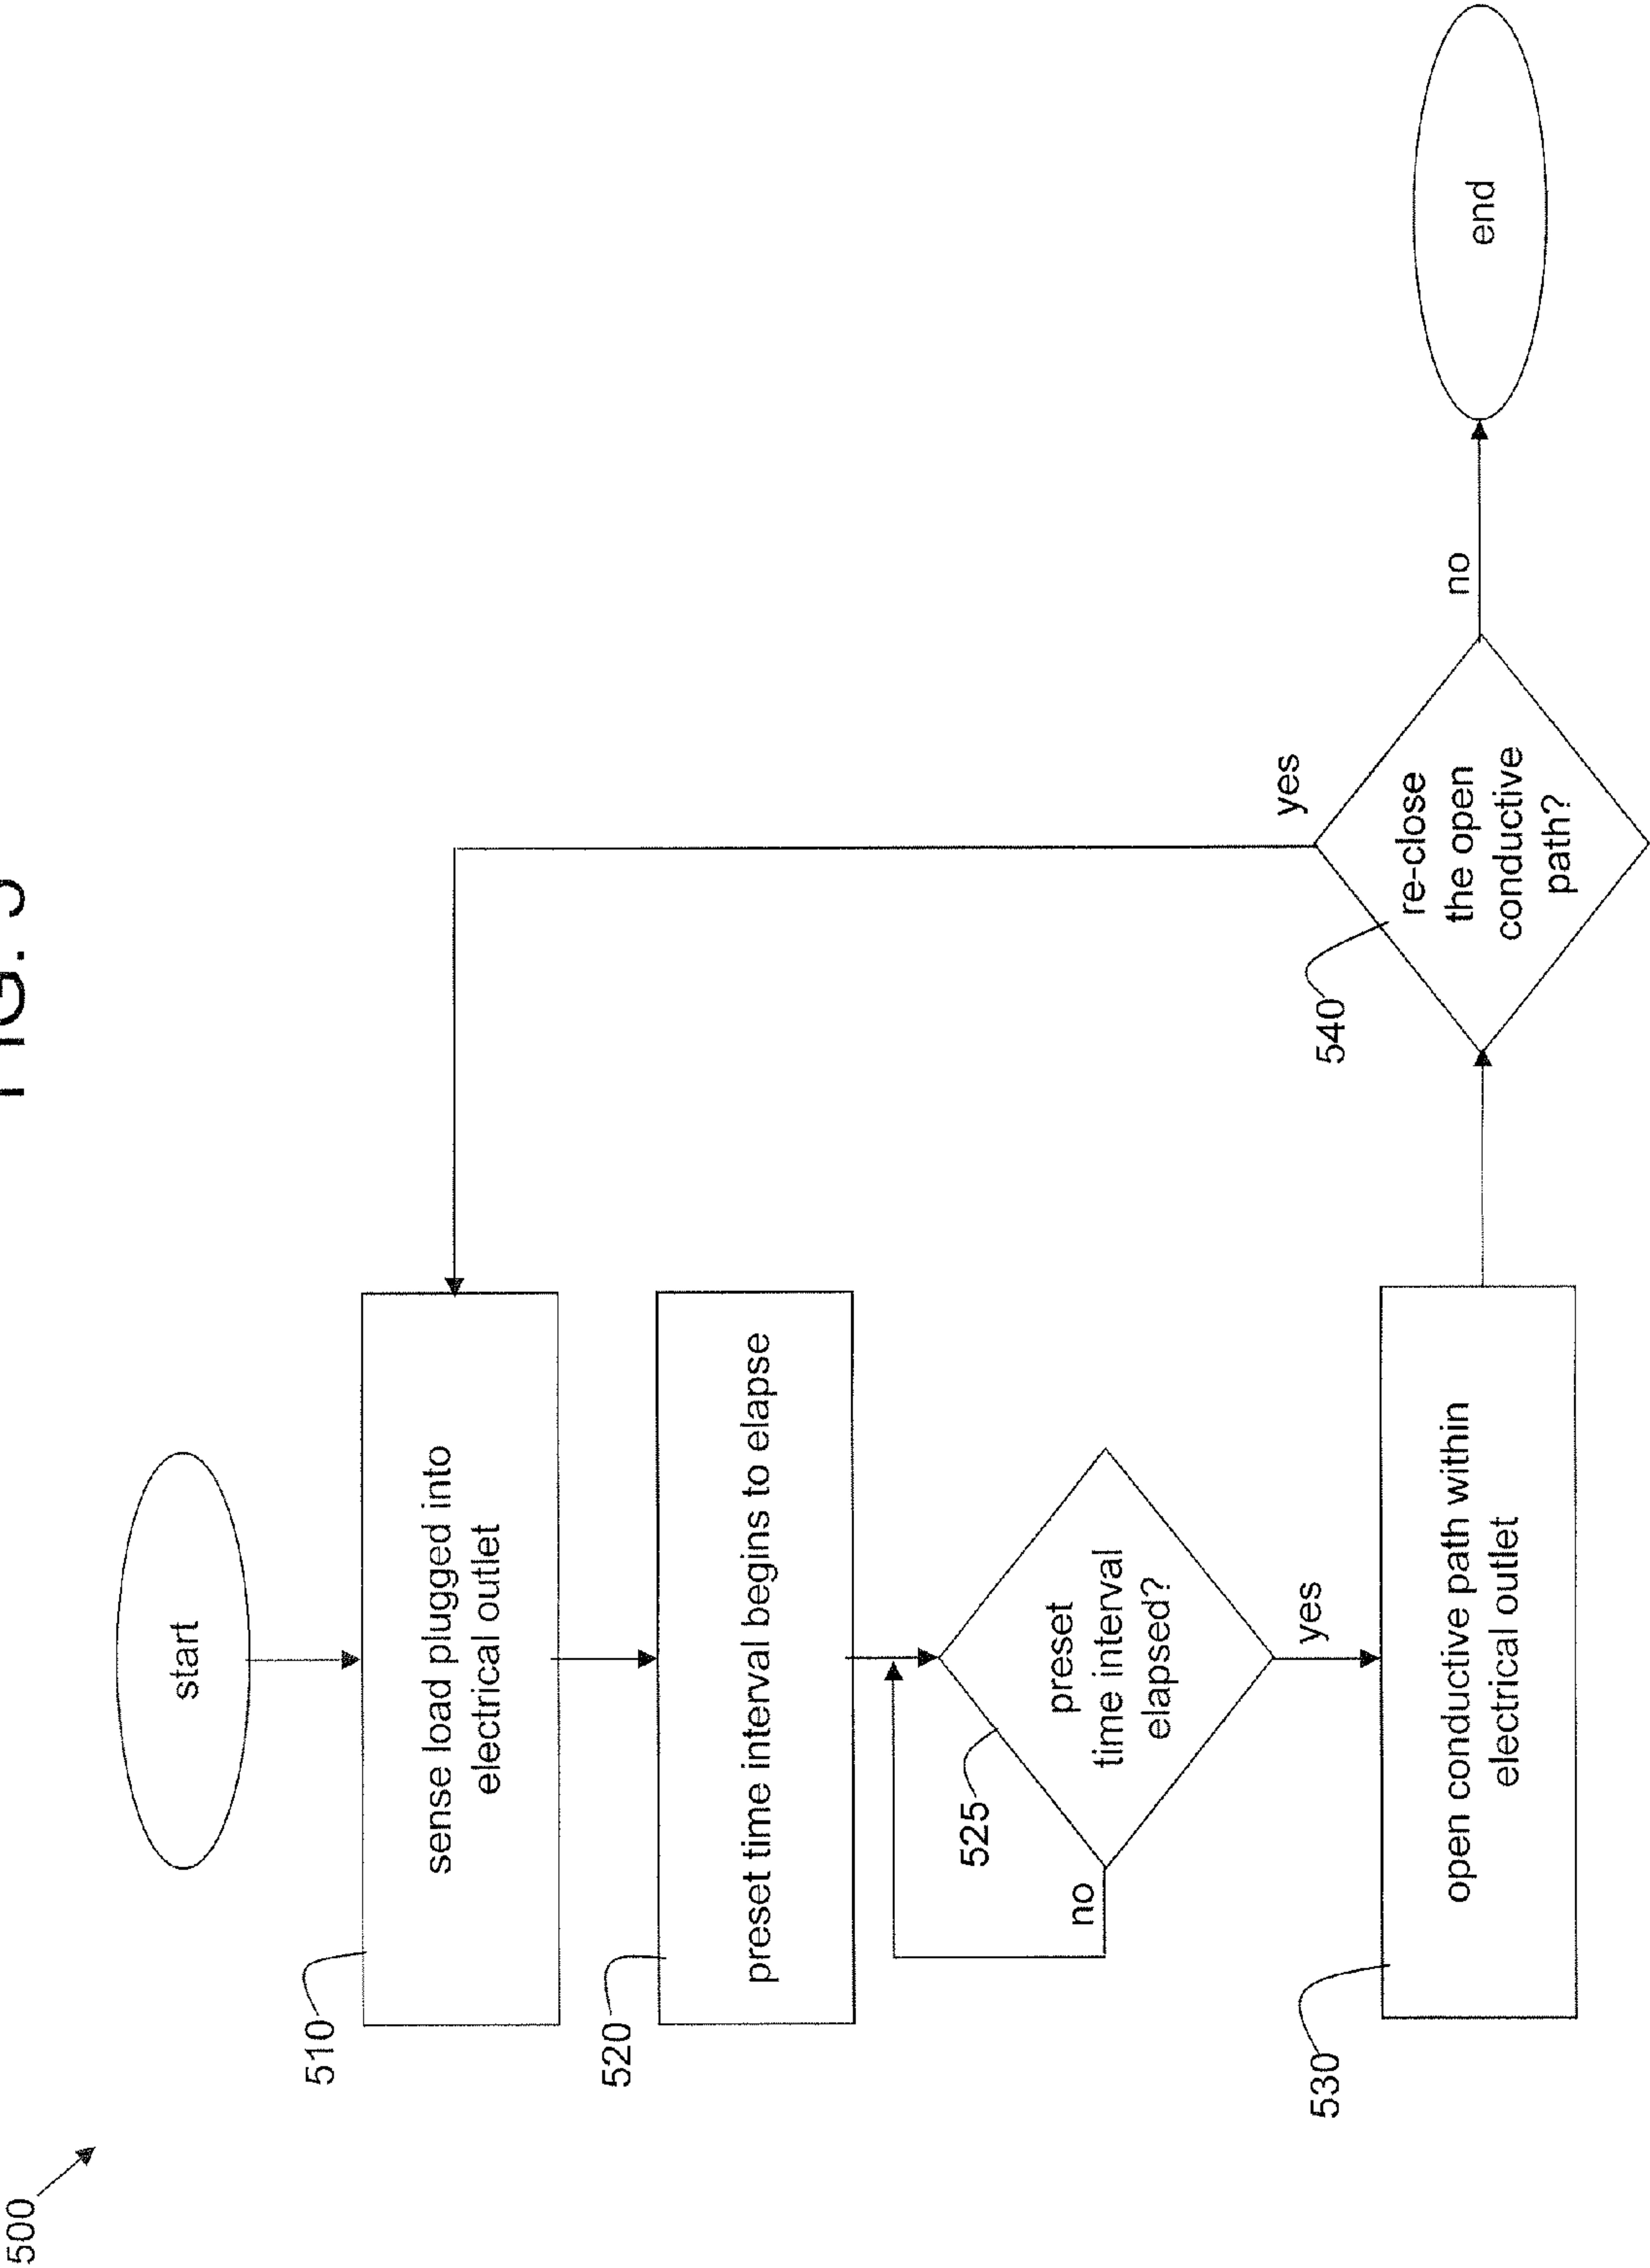 FIG. 5
500
start
510
sense load plugged into
electrical outlet
520
preset time interval begins to elapse
525
preset
time interval
elapsed?
no
yes
530
open conductive path within
electrical outlet
540
re-close
the open
conductive
path?
yes
no
end